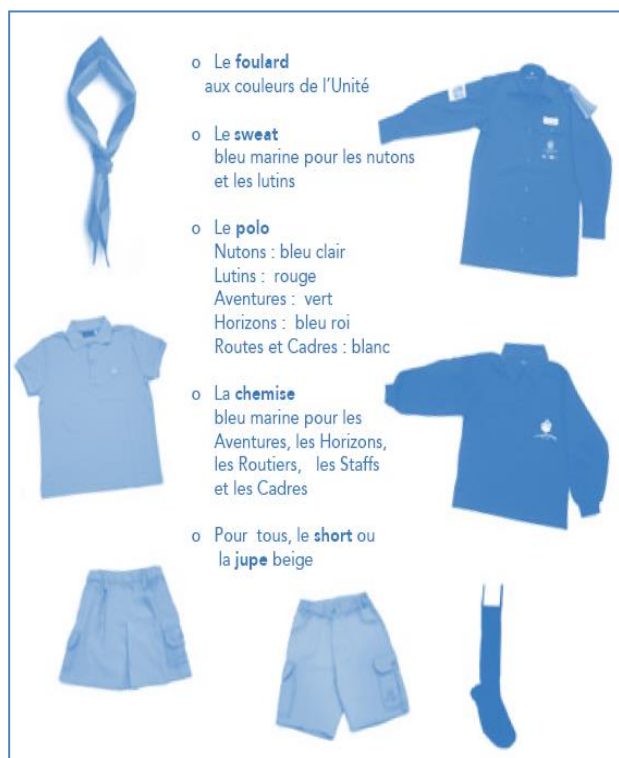 o Le foulard
aux couleurs de l'Unité
o Le sweat
bleu marine pour les nutons
et les lutins
o Le polo
Nutons : bleu clair
Lutins : rouge
Aventures : vert
Horizons : bleu roi
Routes et Cadres : blanc
o La chemise
bleu marine pour les
Aventures, les Horizons,
les Routiers, les Staffs
et les Cadres
o Pour tous, le short ou
la jupe beige